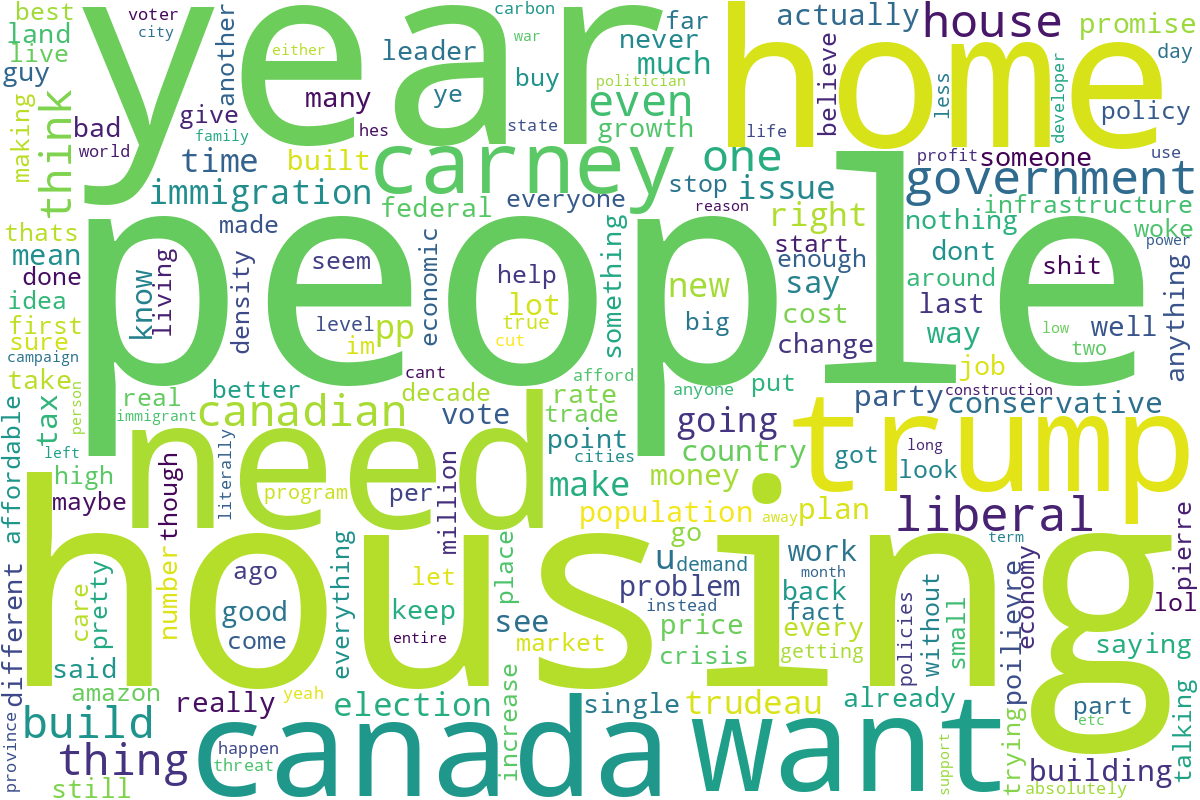 best
voter
city
year
carbon
war
far
never
much
actually
house
promise
land
live
guy
another
either
leader
ye
buy
politician
home
believe
less
developer
day
policy
making
think
bad
world
give
family
many
hes
state
even
growth
life
time
built
carney
one
profit
someone
use
immigration
federal
everyone
stop
reason
issue
right
government
infrastructure
thats
mean
done
idea
first
sure
campaign
take
know
living
made
density
seem
level
im
pp
economic
help
lot
true
cut
something
people
new
big
start
enough
say
cost
change
nothing
dont
around
last
way
woke
power
shit
low
well
two
anything
job
affordable
tax
person
left
real
immigrant
better
canadian
cant
decade
vote
afford
rate
trade
point
cities
anyone
put
going
country
money
party
construction
conservative
trump
got
look
long
high
maybe
though
literally
need
program
per
million
make
population
away
plan
liberal
term
pierre
different
care
pretty
number
ago
good
come
everything
let
keep
entire
place
go
u
demand
problem
instead
see
market
price
crisis
work
month
back
fact
every
getting
policies
without
small
poilievre
economy
lol
housing
saying
said
amazon
really
yeah
election
increase
single
trudeau
already
part
etc
talking
province
build
thing
still
happen
threat
canada
want
support
trying
building
absolutely